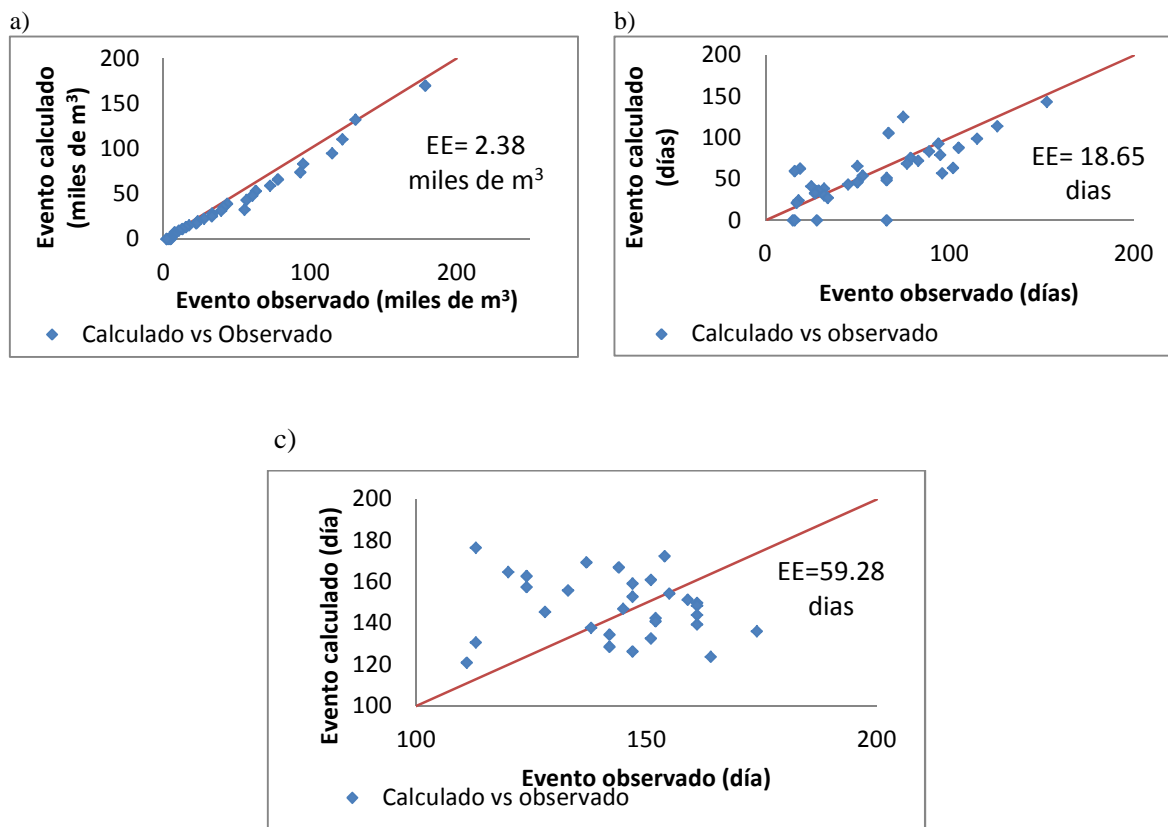 a)
200
150
100
50
0
Evento calculado
(miles de m³)
EE= 2.38
miles de m³
0
100
200
Evento observado (miles de m³)
Calculado vs Observado
b)
200
150
100
50
0
Evento calculado
(días)
EE= 18.65
dias
0
100
200
Evento observado (días)
Calculado vs observado
c)
200
180
160
140
120
100
Evento calculado (día)
EE=59.28
dias
100
150
200
Evento observado (día)
Calculado vs observado